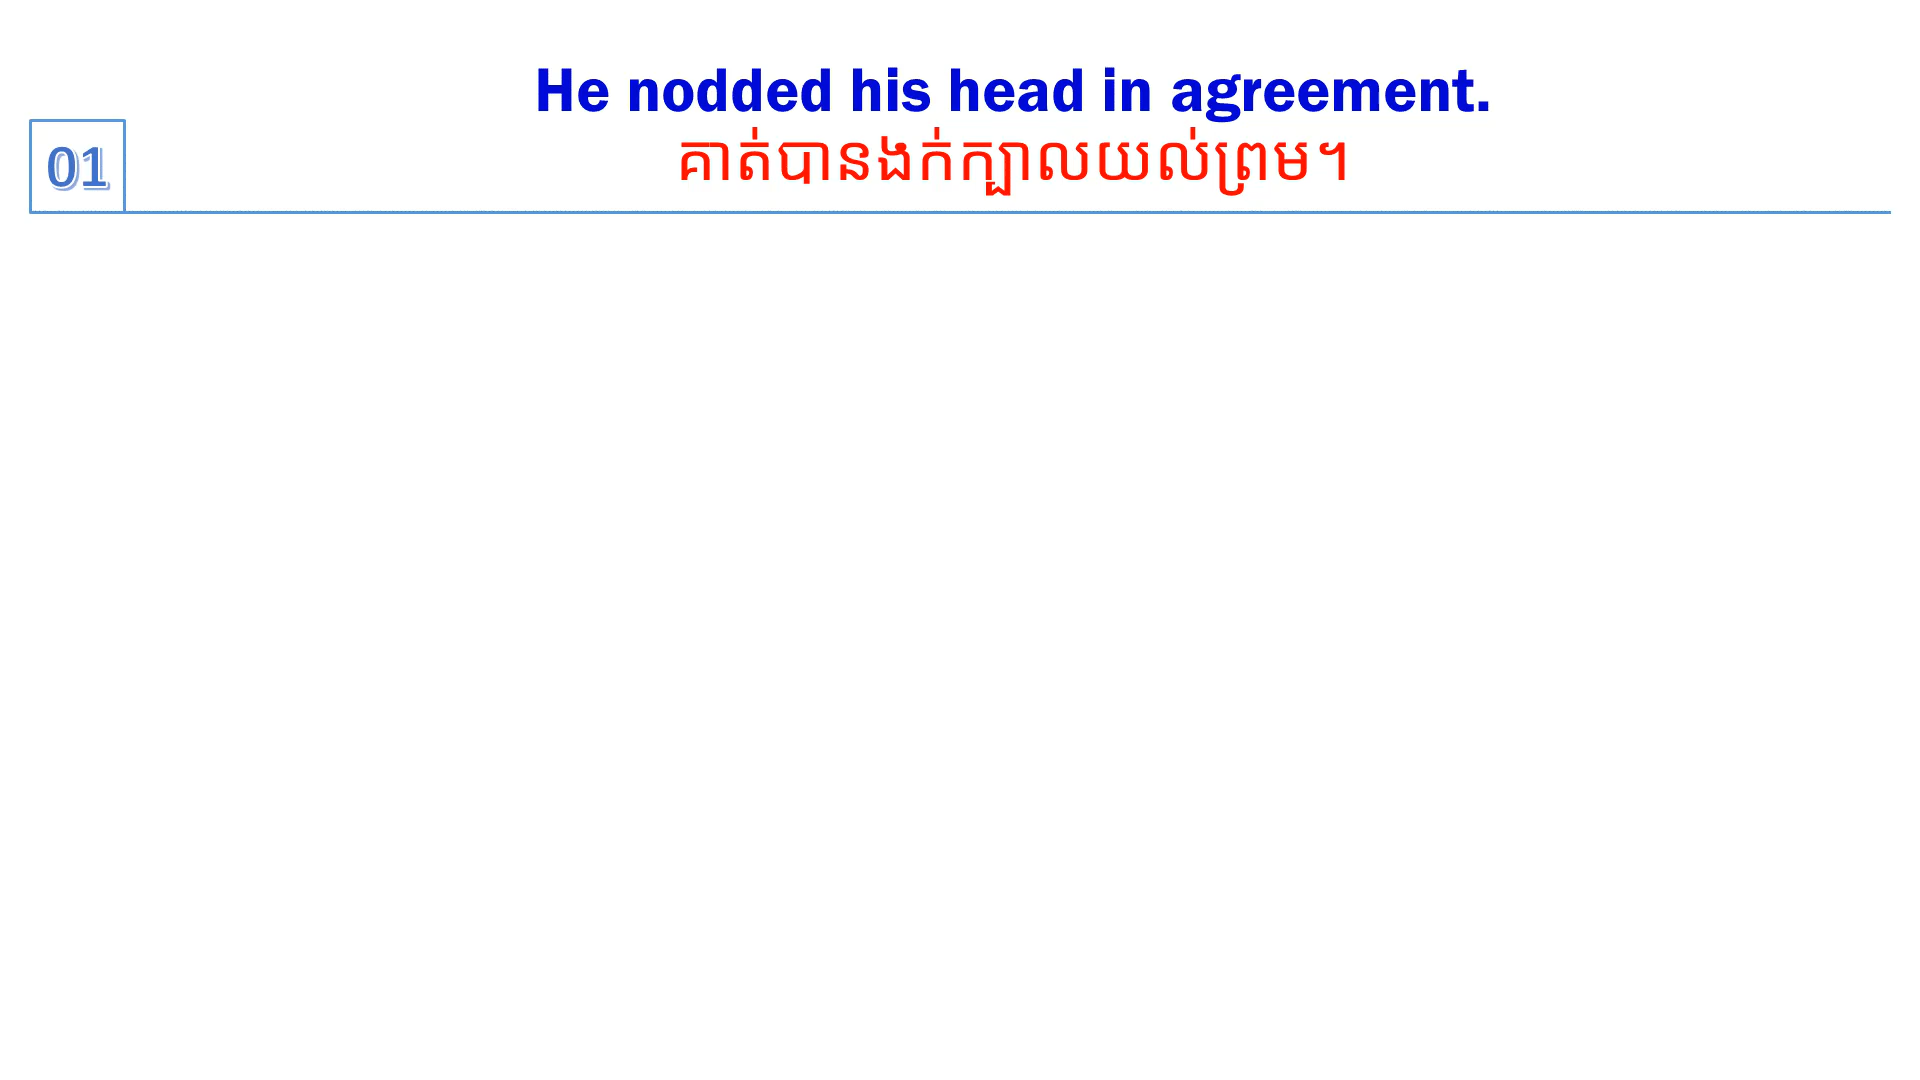 He nodded his head in agreement.
គាត់បានងក់ក្បាលយល់ព្រម។
01